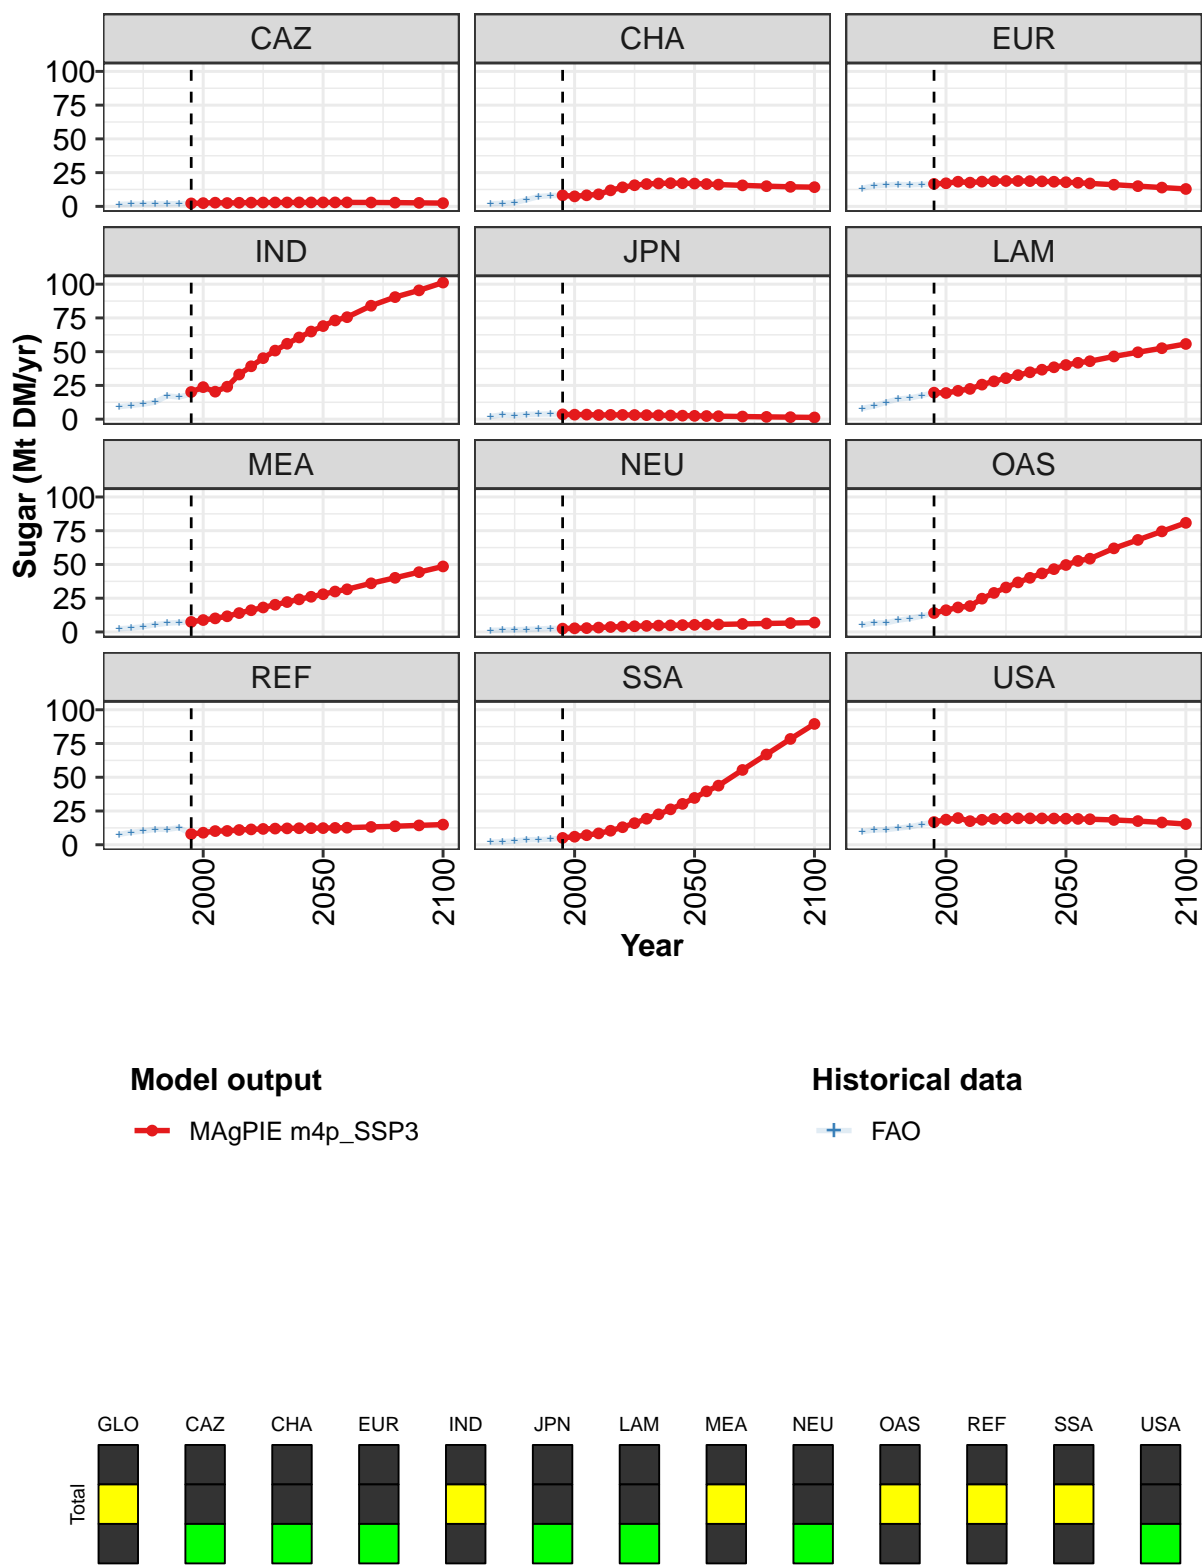 CAZ CHA EUR
100
75
50
25
0
IND JPN LAM
100
75
50
25
0
MEA NEU OAS
100
75
50
25
0
REF SSA USA
100
75
50
25
0
Sugar (Mt DM/yr)
2000 2050 2100 2000 2050 2100 2000 2050 2100
Year
Model output Historical data
MAgPIE m4p_SSP3 FAO
GLO CAZ CHA EUR IND JPN LAM MEA NEU OAS REF SSA USA
Total